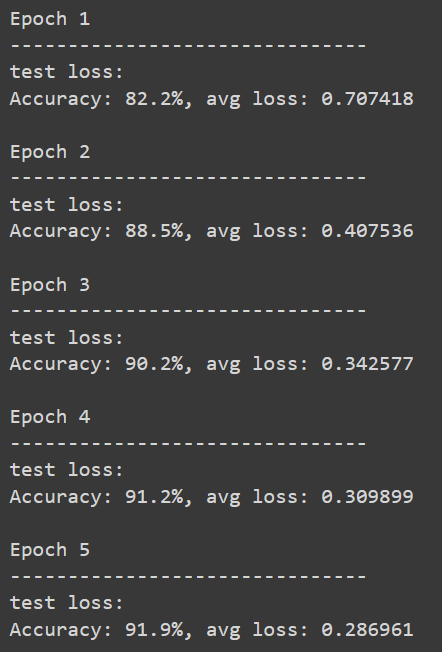 Epoch 1
-------------------------------
test loss:
Accuracy: 82.2%, avg loss: 0.707418
Epoch 2
-------------------------------
test loss:
Accuracy: 88.5%, avg loss: 0.407536
Epoch 3
-------------------------------
test loss:
Accuracy: 90.2%, avg loss: 0.342577
Epoch 4
-------------------------------
test loss:
Accuracy: 91.2%, avg loss: 0.309899
Epoch 5
-------------------------------
test loss:
Accuracy: 91.9%, avg loss: 0.286961